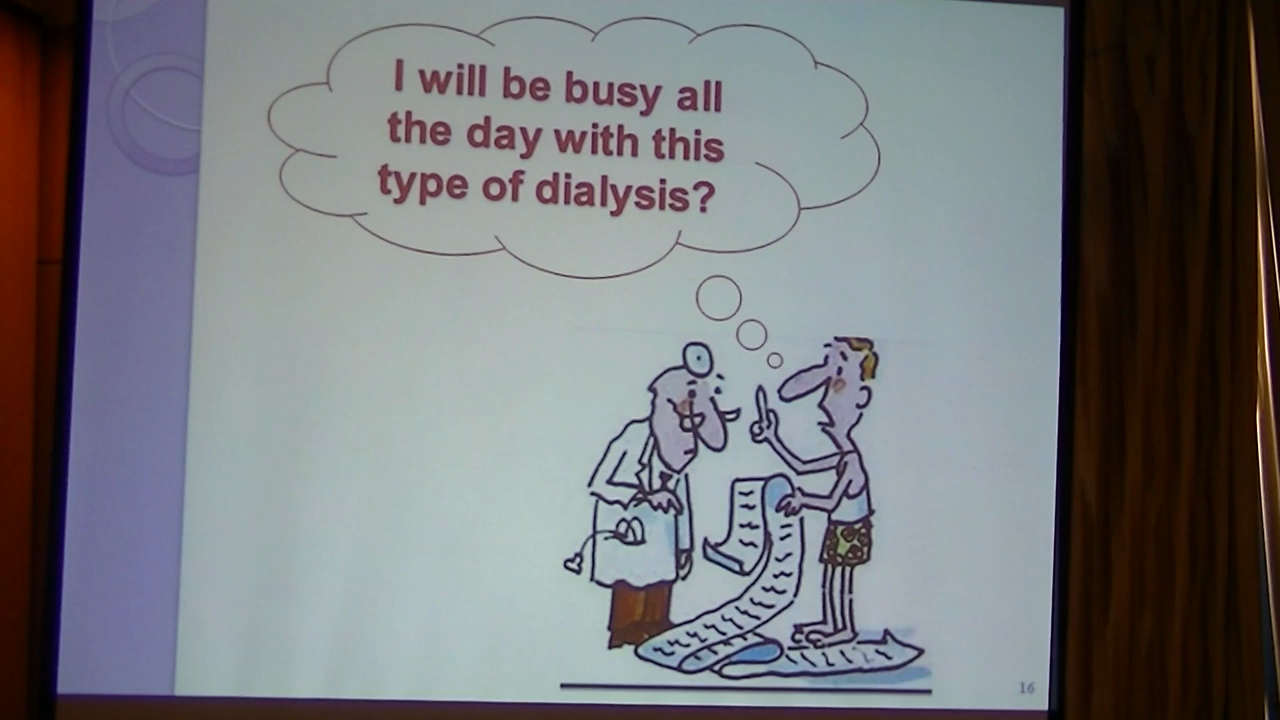 I will be busy all
the day with this
type of dialysis?
16